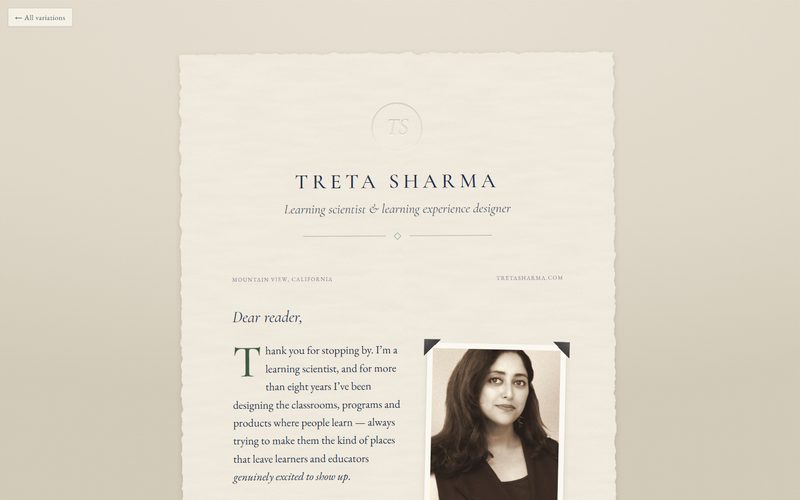 ← All variations
TS
TRETA SHARMA
Learning scientist & learning experience designer
MOUNTAIN VIEW, CALIFORNIA
TRETASHARMA.COM
Dear reader,
Thank you for stopping by. I’m a
learning scientist, and for more
than eight years I’ve been
designing the classrooms, programs and
products where people learn — always
trying to make them the kind of places
that leave learners and educators
genuinely excited to show up.